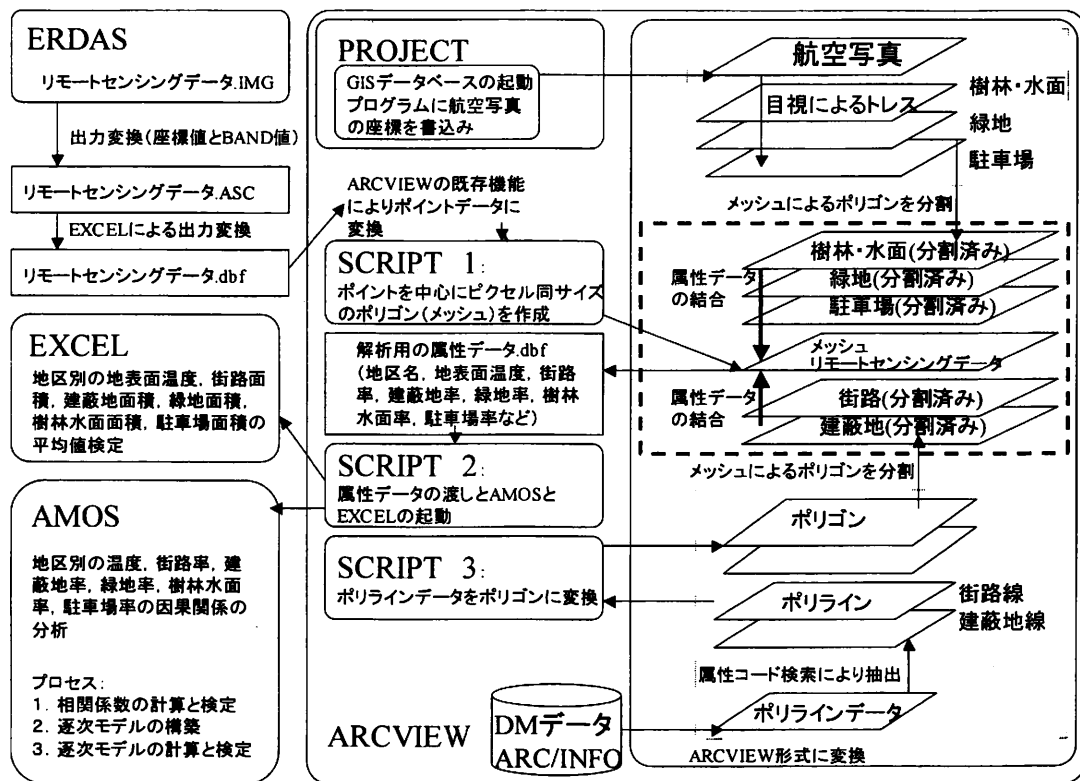 ERDAS
リモートセンシングデータ.IMG
出力変換(座標値とBAND値)
リモートセンシングデータ.ASC
EXCELによる出力変換
リモートセンシングデータ.dbf
EXCEL
地区別の地表面温度, 街路面
積, 建蔽地面積, 緑地面積,
樹林水面面積, 駐車場面積の
平均値検定
AMOS
地区別の温度, 街路率, 建
蔽地率, 緑地率, 樹林水面
率, 駐車場率の因果関係の
分析
プロセス:
1. 相関係数の計算と検定
2. 逐次モデルの構築
3. 逐次モデルの計算と検定
PROJECT
GISデータベースの起動
プログラムに航空写真
の座標を書込み
ARCVIEWの既存機能
によりポイントデータに
変換
SCRIPT 1:
ポイントを中心にピクセル同サイズ
のポリゴン(メッシュ)を作成
解析用の属性データ.dbf
(地区名, 地表面温度, 街路
率, 建蔽地率, 緑地率, 樹林
水面率, 駐車場率など)
SCRIPT 2:
属性データの渡しとAMOSと
EXCELの起動
SCRIPT 3:
ポリラインデータをポリゴンに変換
ARCVIEW
DMデータ
ARC/INFO
航空写真
目視によるトレス
樹林・水面
緑地
駐車場
メッシュによるポリゴンを分割
樹林・水面(分割済み)
緑地(分割済み)
駐車場(分割済み)
属性データ
の結合
メッシュ
リモートセンシングデータ
属性データ
の結合
街路(分割済み)
建蔽地(分割済み)
メッシュによるポリゴンを分割
ポリゴン
ポリライン
街路線
建蔽地線
属性コード検索により抽出
ポリラインデータ
ARCVIEW形式に変換